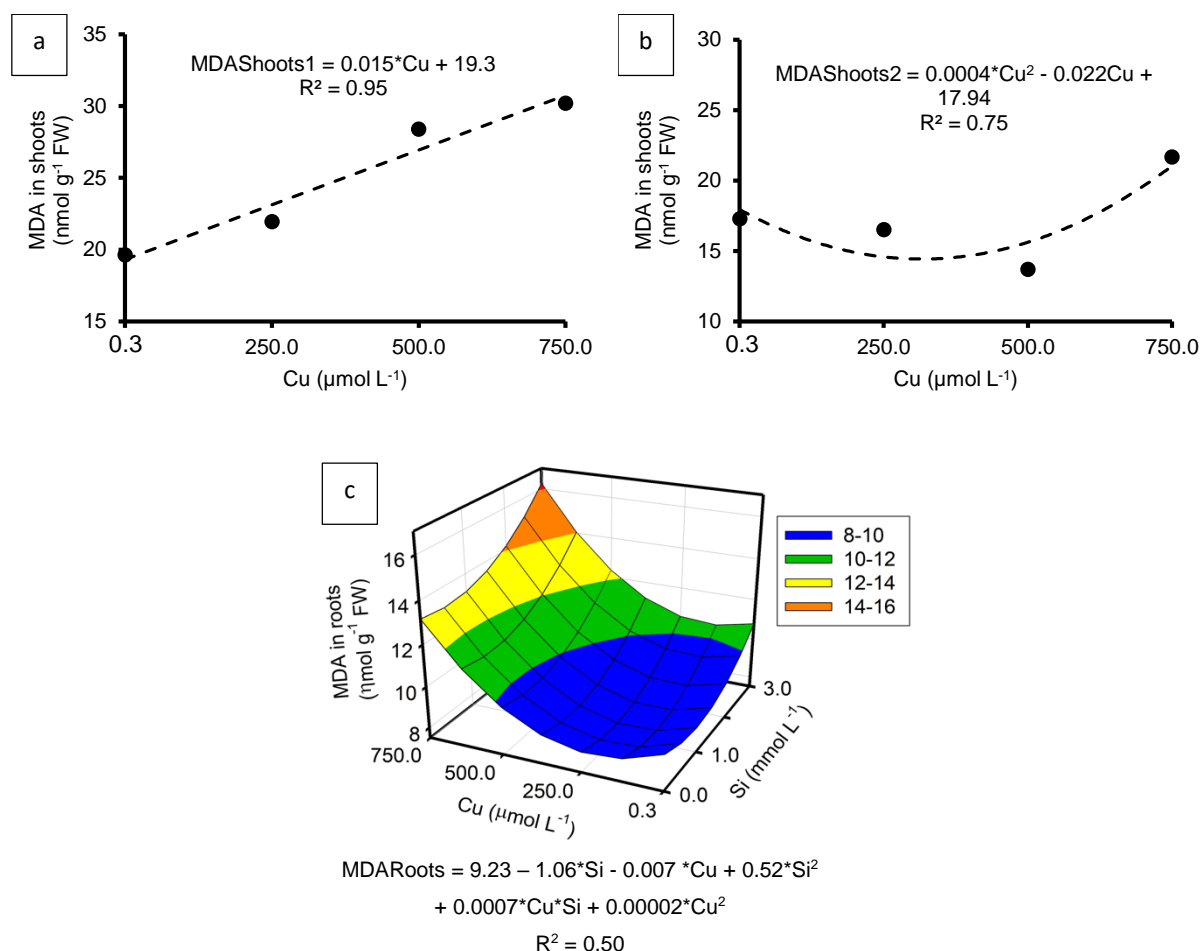 a
35
30
25
20
15
MDA in shoots
(nmol g-1 FW)
MDAShoots1 = 0.015*Cu + 19.3
R² = 0.95
0.3 250.0 500.0 750.0
Cu (µmol L-1)
b
30
25
20
15
10
MDA in shoots
(nmol g-1 FW)
MDAShoots2 = 0.0004*Cu² - 0.022Cu +
17.94
R² = 0.75
0.3 250.0 500.0 750.0
Cu (µmol L-1)
c
16
14
12
10
8
MDA in roots
(ηmol g-1 FW)
750.0 500.0 250.0 0.3
Cu (µmol L-1)
0.0 1.0 3.0
Si (mmol L-1)
8-10
10-12
12-14
14-16
MDARoots = 9.23 – 1.06*Si - 0.007 *Cu + 0.52*Si²
+ 0.0007*Cu*Si + 0.00002*Cu²
R² = 0.50